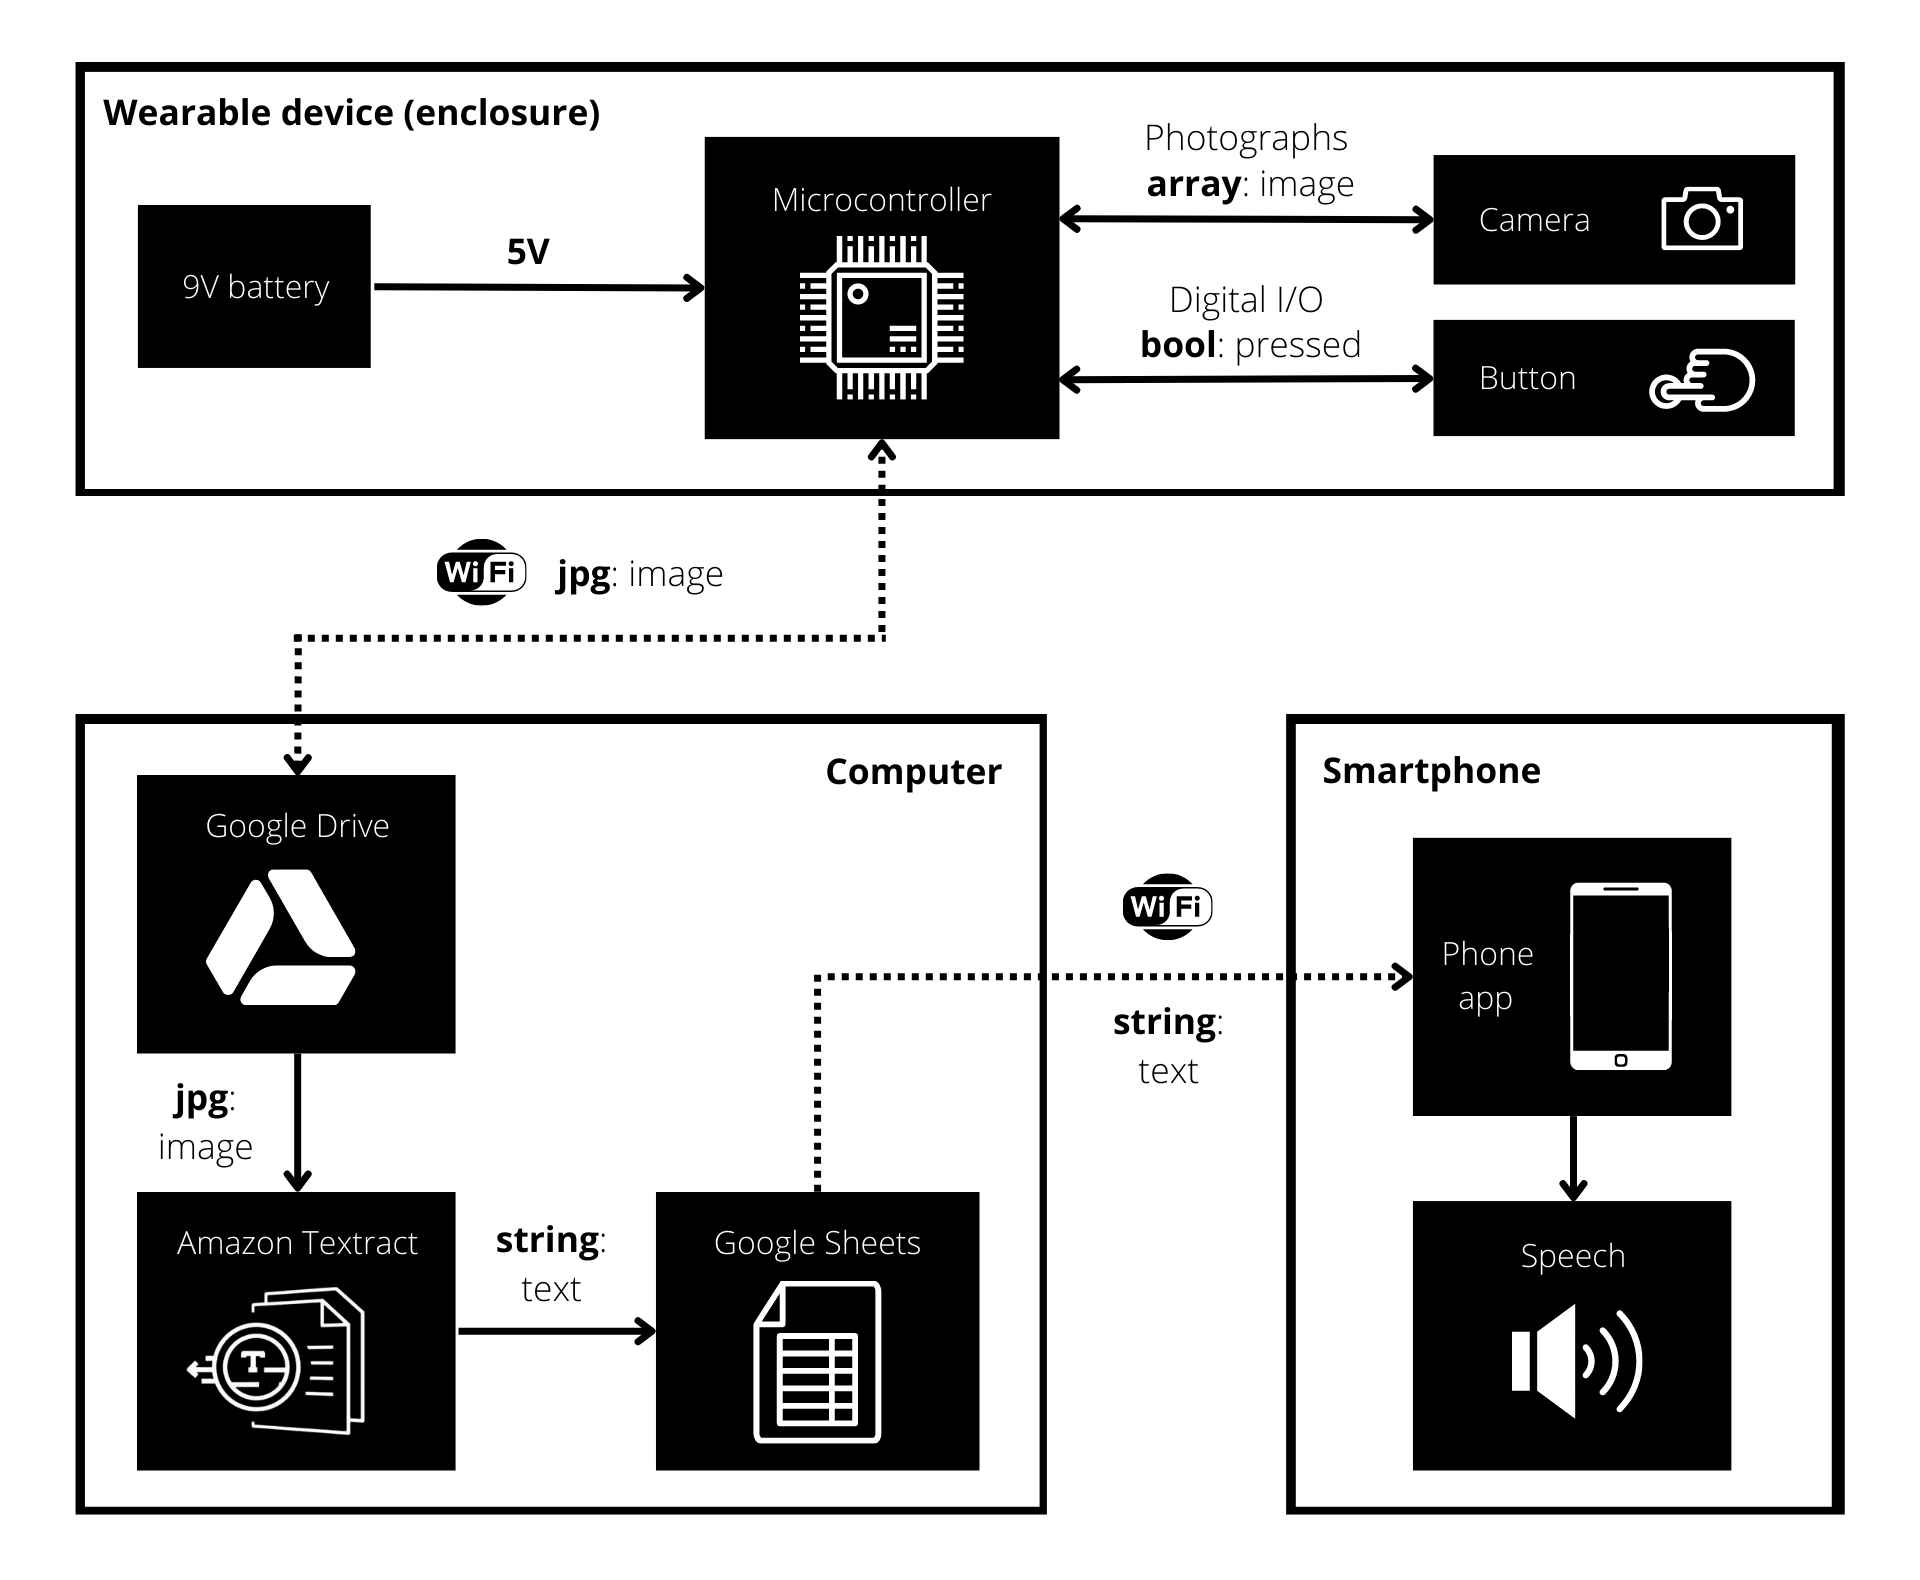 Wearable device (enclosure)
9V battery
5V
Microcontroller
Photographs
array: image
Camera
Digital I/O
bool: pressed
Button
WiFi
jpg: image
Computer
Google Drive
jpg:
image
Amazon Textract
T
string:
text
Google Sheets
WiFi
string:
text
Smartphone
Phone
app
Speech